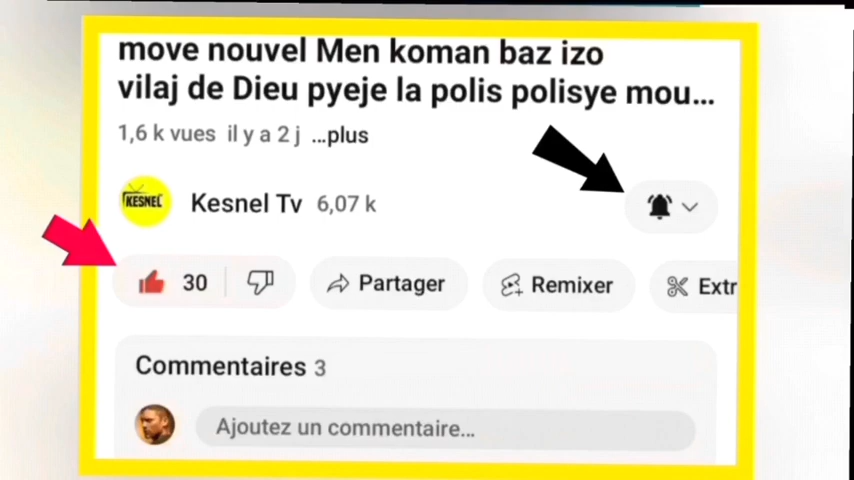 move nouvel Men koman baz izo
vilaj de Dieu pyeje la polis polisye mou...
1,6 k vues il y a 2 j ...plus
KESNEL
Kesnel Tv 6,07 k
30 Partager Remixer Extr
Commentaires 3
Ajoutez un commentaire...